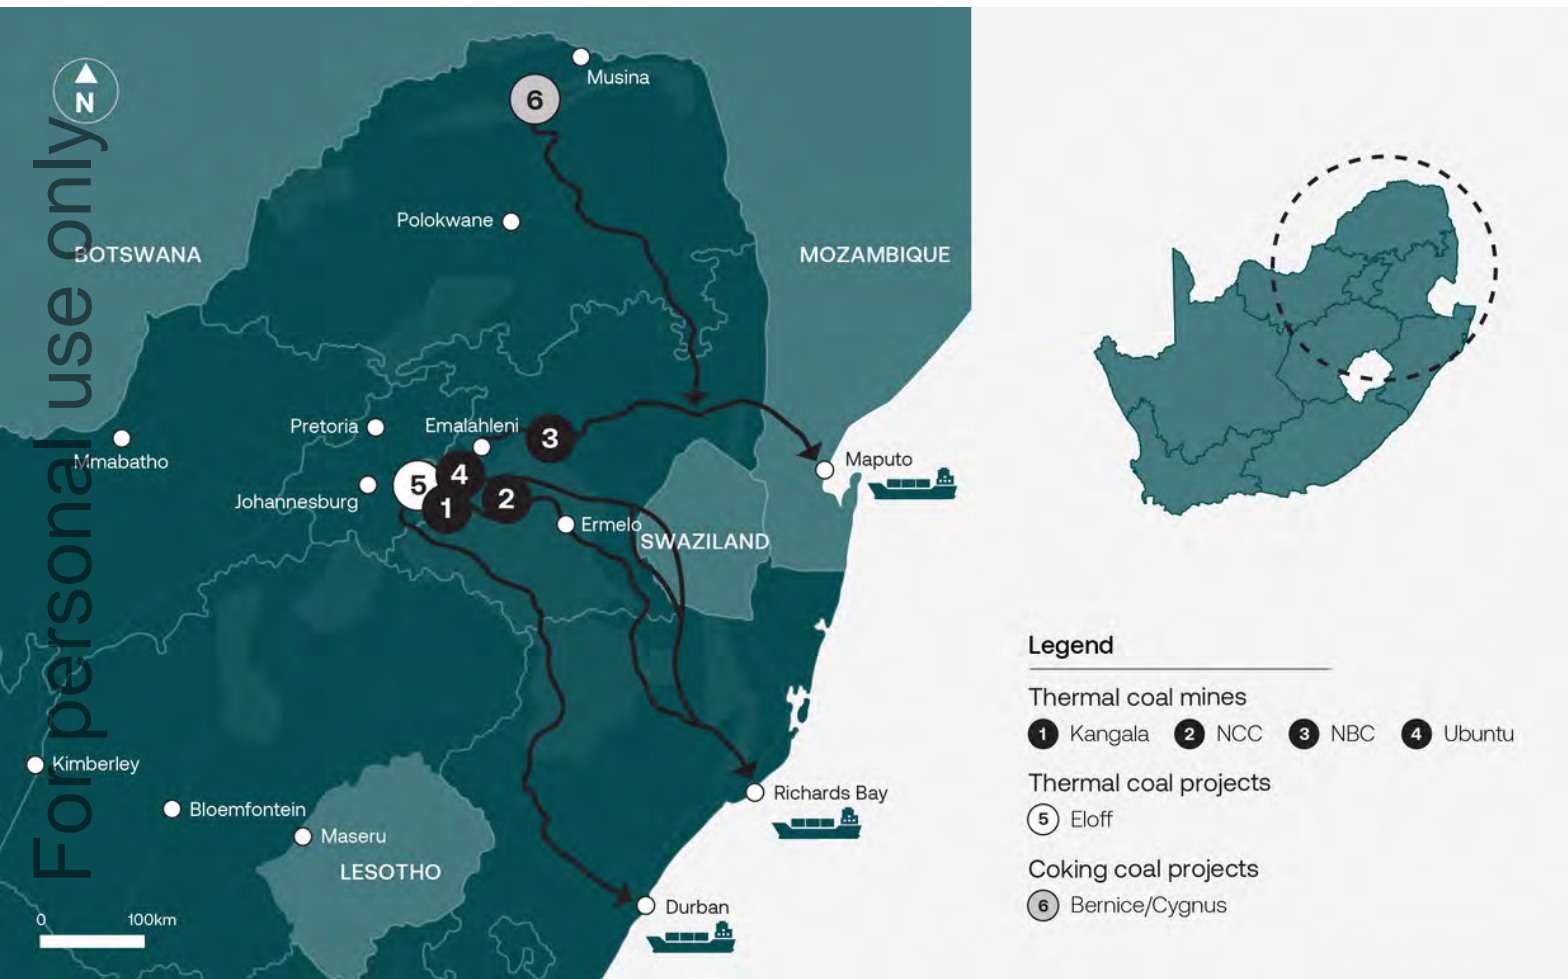 N
Musina
6
Polokwane
BOTSWANA
MOZAMBIQUE
Pretoria
Emalahleni
3
Mmabatho
Maputo
Johannesburg
5
4
1
2
Ermelo
SWAZILAND
Kimberley
Richards Bay
Bloemfontein
Maseru
LESOTHO
Durban
0 100km
For personal use only
Legend
Thermal coal mines
1 Kangala 2 NCC 3 NBC 4 Ubuntu
Thermal coal projects
5 Eloff
Coking coal projects
6 Bernice/Cygnus